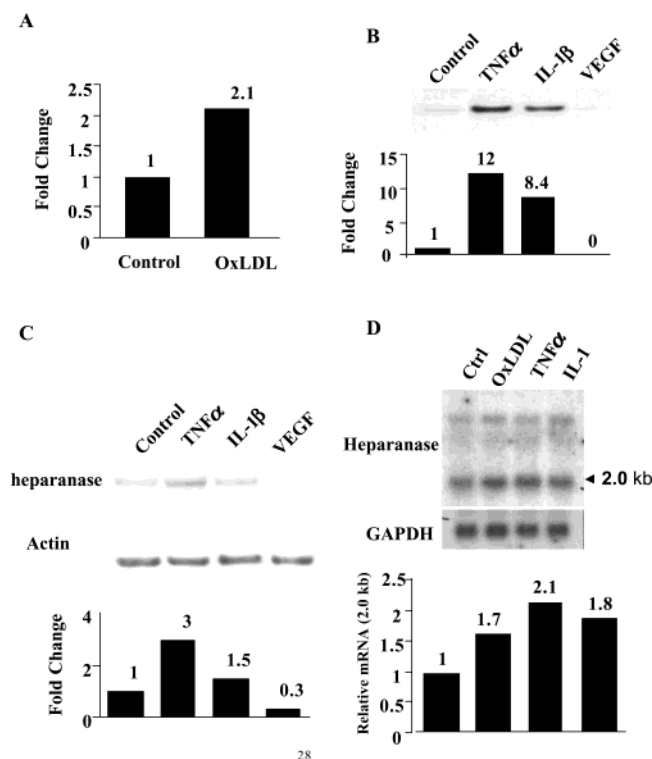 A
Fold Change
2.5
2
1.5
1
0.5
0
1
2.1
Control OxLDL
B
Control TNFα IL-1β VEGF
Fold Change
15
10
5
0
1
12
8.4
0
C
Control TNFα IL-1β VEGF
heparanase
Actin
Fold Change
4
2
0
1
3
1.5
0.3
D
Ctrl OxLDL TNFα IL-1
Heparanase
2.0 kb
GAPDH
Relative mRNA (2.0 kb)
2.5
2
1.5
1
0.5
0
1
1.7
2.1
1.8
28